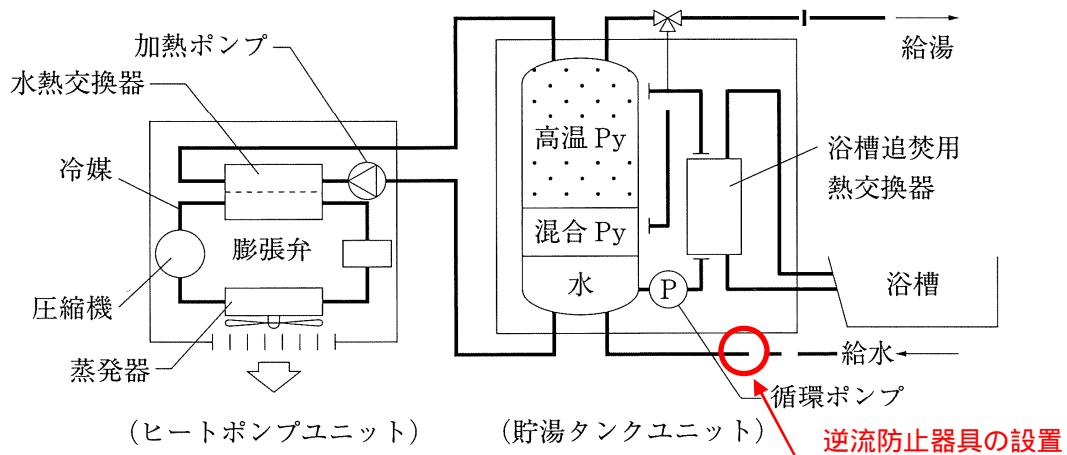 加熱ポンプ
水熱交換器
冷媒
膨張弁
圧縮機
蒸発器
（ヒートポンプユニット）
給湯
高温 Py
混合 Py
水
P
浴槽追焚用
熱交換器
浴槽
給水
循環ポンプ
（貯湯タンクユニット）
逆流防止器具の設置